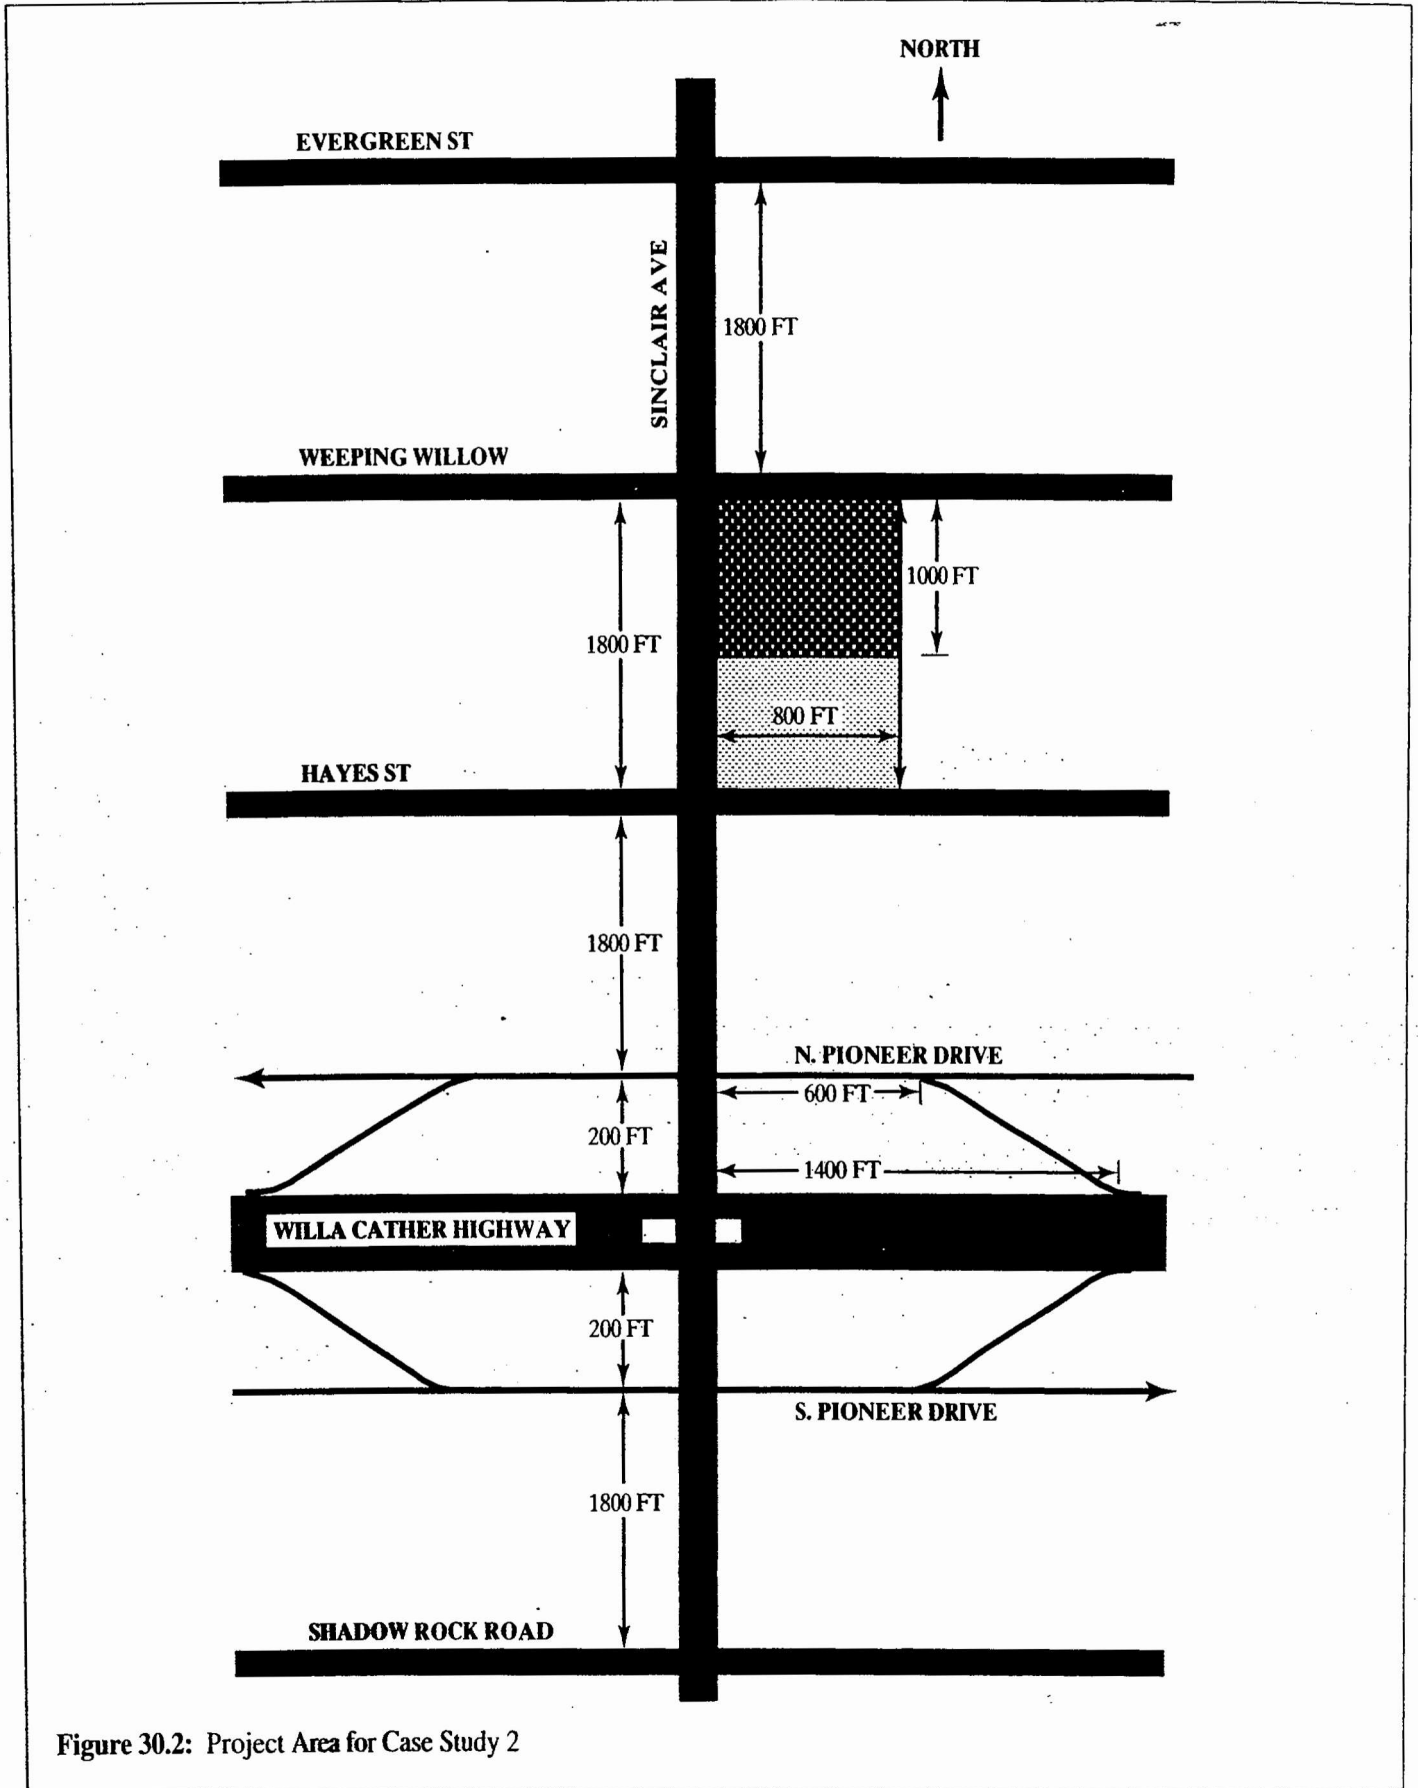 NORTH
EVERGREEN ST
SINCLAIR AVE
1800 FT
WEEPING WILLOW
1000 FT
1800 FT
800 FT
HAYES ST
1800 FT
N. PIONEER DRIVE
600 FT
200 FT
1400 FT
WILLA CATHER HIGHWAY
200 FT
S. PIONEER DRIVE
1800 FT
SHADOW ROCK ROAD
Figure 30.2: Project Area for Case Study 2